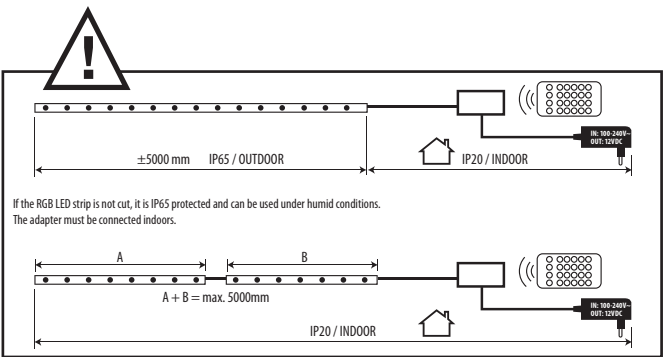 !
IN: 100-240V~
OUT: 12VDC
±5000 mm IP65 / OUTDOOR
IP20 / INDOOR
If the RGB LED strip is not cut, it is IP65 protected and can be used under humid conditions.
The adapter must be connected indoors.
A
B
A + B = max. 5000mm
IN: 100-240V~
OUT: 12VDC
IP20 / INDOOR